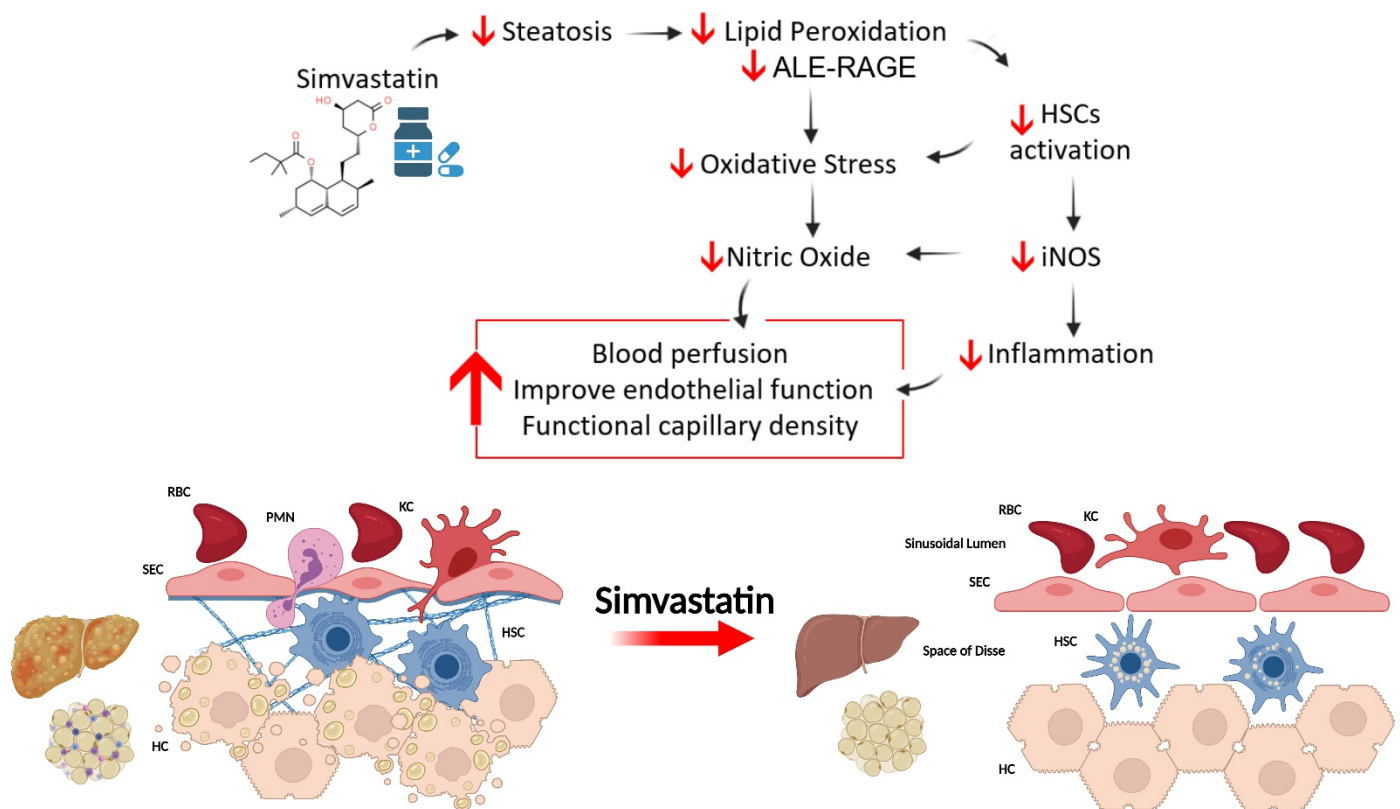 Steatosis
Lipid Peroxidation
ALE-RAGE
Simvastatin
HO
O
O
O
O
HSCs
activation
Oxidative Stress
Nitric Oxide
iNOS
Blood perfusion
Improve endothelial function
Functional capillary density
Inflammation
RBC
PMN
KC
SEC
HSC
HC
Simvastatin
RBC
KC
Sinusoidal Lumen
SEC
HSC
Space of Disse
HC